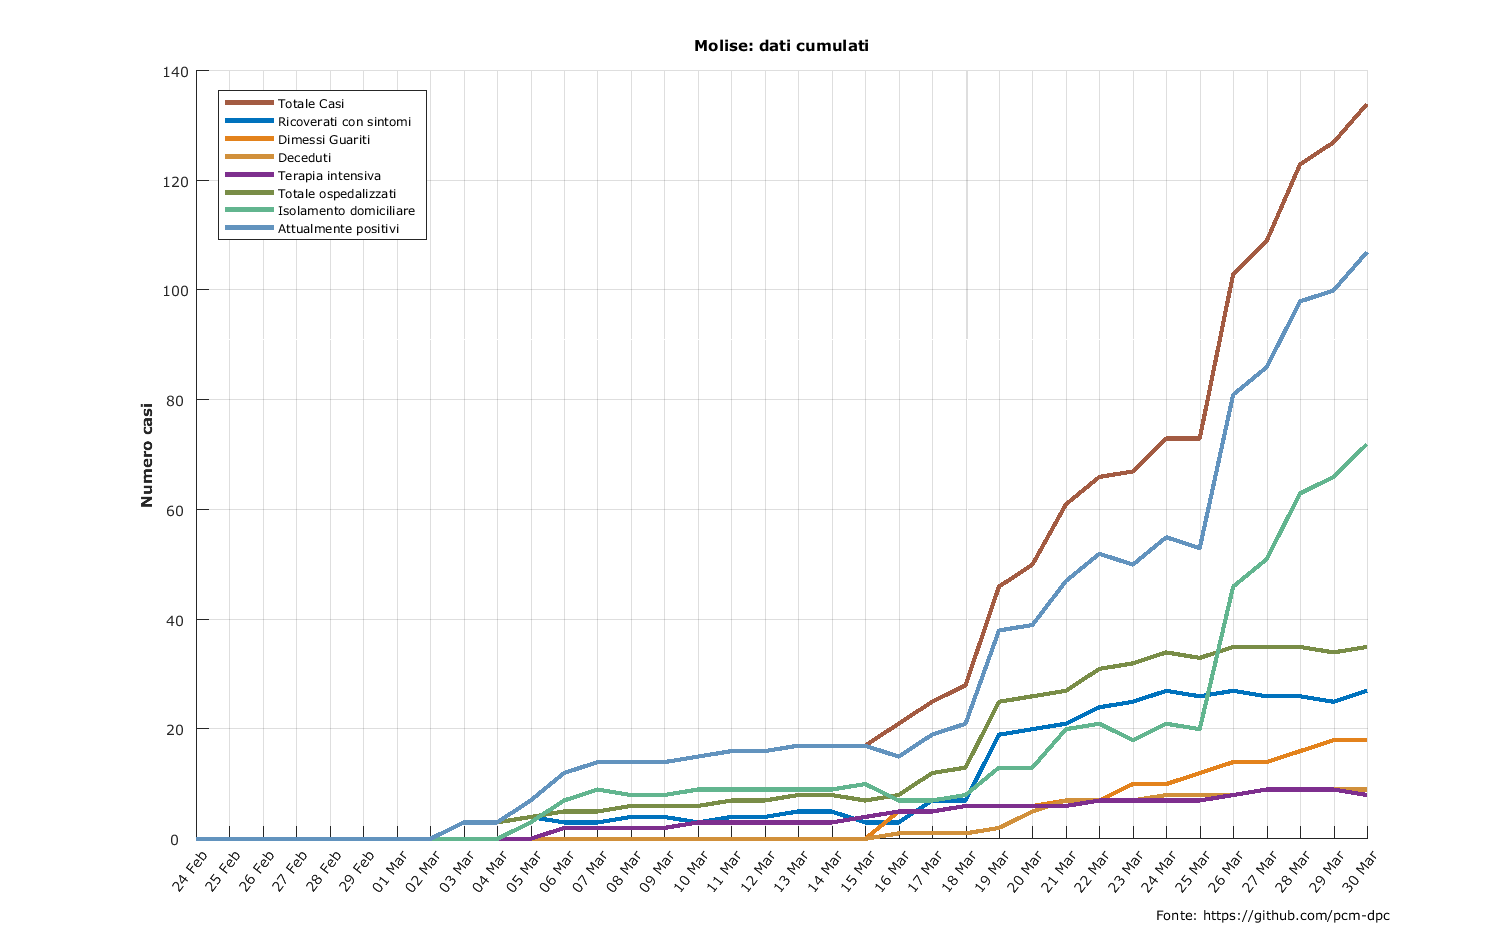 Molise: dati cumulati
140
120
100
80
60
40
20
0
Numero casi
Totale Casi
Ricoverati con sintomi
Dimessi Guariti
Deceduti
Terapia intensiva
Totale ospedalizzati
Isolamento domiciliare
Attualmente positivi
24 Feb
25 Feb
26 Feb
27 Feb
28 Feb
29 Feb
01 Mar
02 Mar
03 Mar
04 Mar
05 Mar
06 Mar
07 Mar
08 Mar
09 Mar
10 Mar
11 Mar
12 Mar
13 Mar
14 Mar
15 Mar
16 Mar
17 Mar
18 Mar
19 Mar
20 Mar
21 Mar
22 Mar
23 Mar
24 Mar
25 Mar
26 Mar
27 Mar
28 Mar
29 Mar
30 Mar
Fonte: https://github.com/pcm-dpc